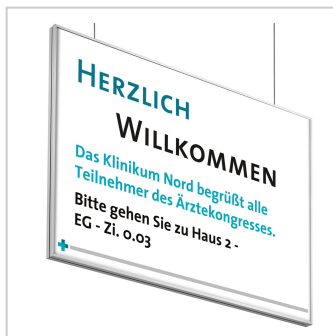 HERZLICH
WILLKOMMEN
Das Klinikum Nord begrüßt alle
Teilnehmer des Ärztekongresses.
Bitte gehen Sie zu Haus 2 -
EG - Zi. 0.03